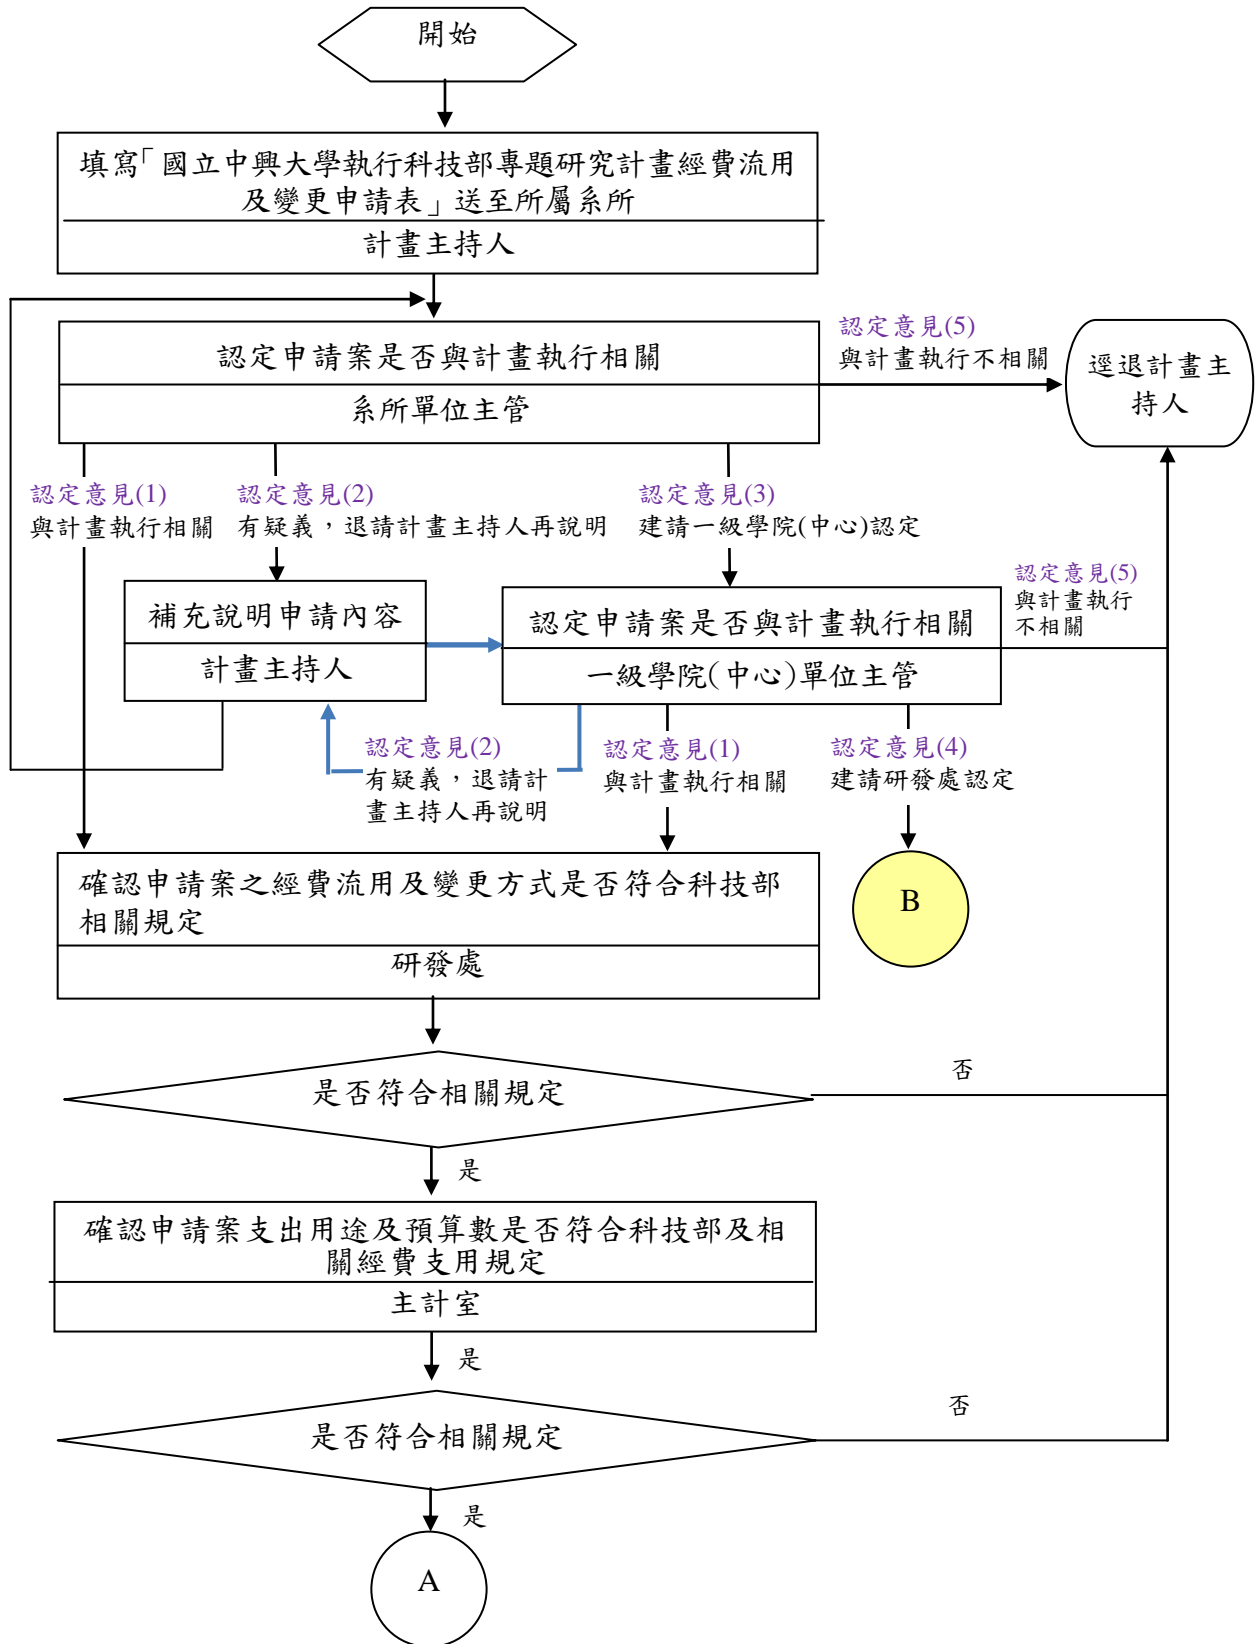 開始
填寫「國立中興大學執行科技部專題研究計畫經費流用
及變更申請表」送至所屬系所
計畫主持人
認定申請案是否與計畫執行相關
系所單位主管
認定意見(5)
與計畫執行不相關
逕退計畫主
持人
認定意見(1)
與計畫執行相關
認定意見(2)
有疑義，退請計畫主持人再說明
認定意見(3)
建請一級學院(中心)認定
補充說明申請內容
計畫主持人
認定申請案是否與計畫執行相關
一級學院(中心)單位主管
認定意見(5)
與計畫執行
不相關
認定意見(2)
有疑義，退請計
畫主持人再說明
認定意見(1)
與計畫執行相關
認定意見(4)
建請研發處認定
確認申請案之經費流用及變更方式是否符合科技部
相關規定
研發處
B
是否符合相關規定
否
是
確認申請案支出用途及預算數是否符合科技部及相
關經費支用規定
主計室
是
是否符合相關規定
否
是
A